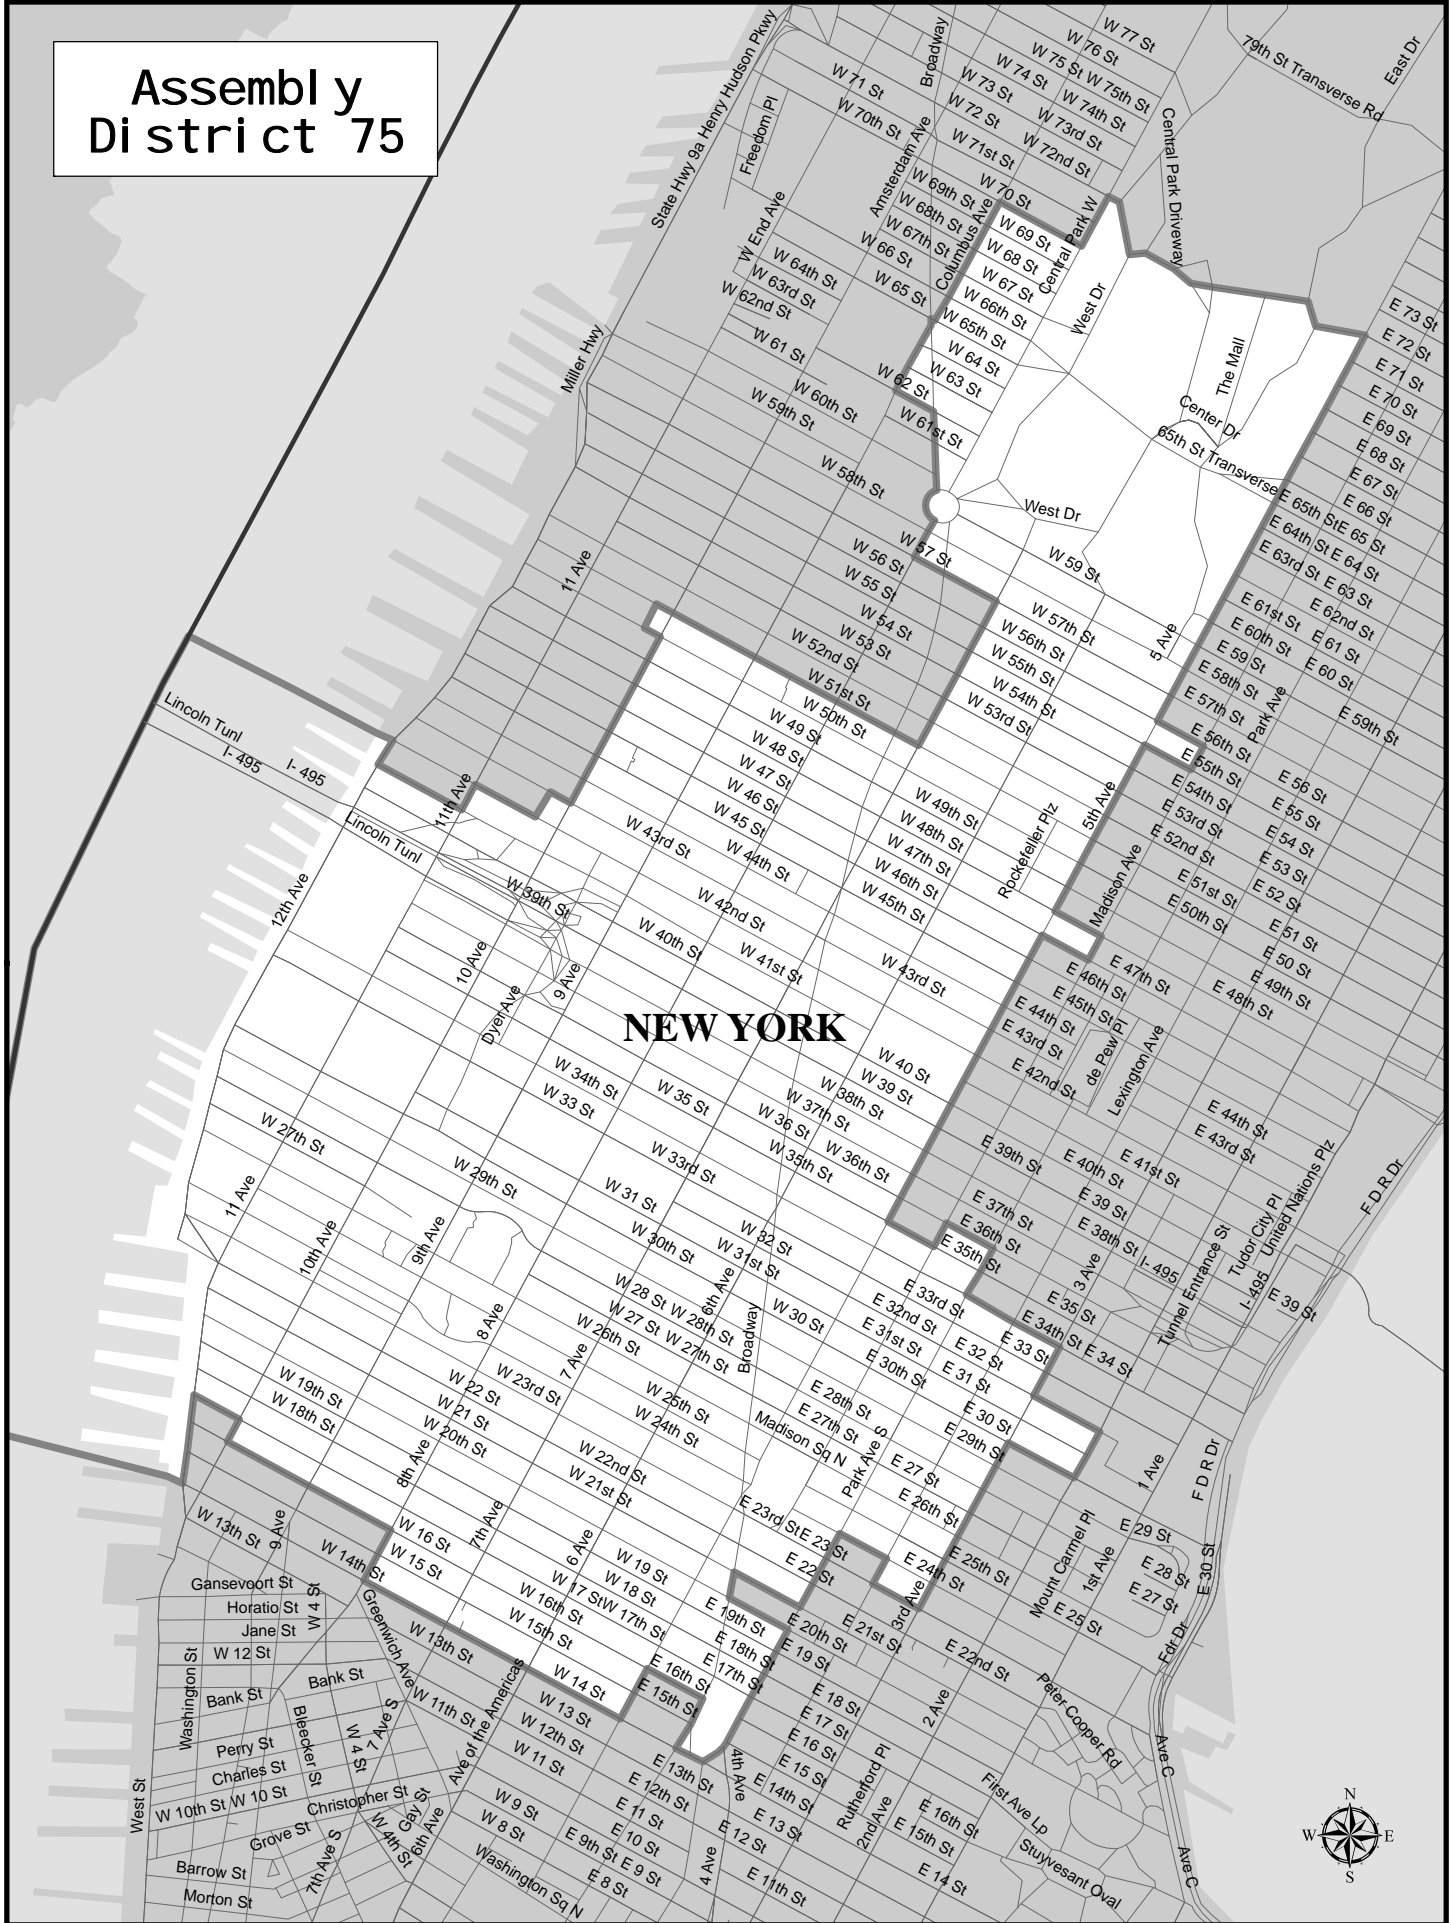 Assembly
District 75
W 77 St
W 76 St
W 75 St
W 75th St
W 74 St
W 74th St
W 73 St
W 73rd St
W 72 St
W 72nd St
W 71 St
W 71st St
W 70th St
W 70 St
79th St Transverse Rd
East Dr
Broadway
State Hwy 9a Henry Hudson Pkwy
Freedom Pl
Amsterdam Ave
Columbus Ave
Central Park W
Central Park Driveway
W End Ave
W 69th St
W 69 St
W 68th St
W 68 St
W 67th St
W 67 St
W 66 St
W 66th St
W 65 St
W 65th St
W 64th St
W 64 St
W 63rd St
W 63 St
W 62nd St
W 62 St
W 61 St
W 61st St
W 60th St
W 59th St
W 58th St
West Dr
The Mall
Center Dr
65th St Transverse
West Dr
W 59 St
Miller Hwy
E 73 St
E 72 St
E 71 St
E 70 St
E 69 St
E 68 St
E 67 St
E 66 St
E 65th St
E 65 St
E 64th St
E 64 St
E 63rd St
E 63 St
E 62nd St
E 61st St
E 61 St
E 60th St
E 60 St
E 59 St
E 59th St
E 58th St
E 57th St
E 56th St
E 56 St
E 55th St
E 55 St
E 54th St
E 54 St
E 53rd St
E 53 St
E 52nd St
E 52 St
E 51st St
E 51 St
E 50th St
E 50 St
E 49th St
E 48th St
E 47th St
E 46th St
E 45th St
E 44th St
E 43rd St
E 42nd St
Park Ave
5 Ave
5th Ave
Madison Ave
Rockefeller Plz
11 Ave
W 57 St
W 57th St
W 56 St
W 56th St
W 55 St
W 55th St
W 54 St
W 54th St
W 53 St
W 53rd St
W 52nd St
W 51st St
W 50th St
W 49 St
W 49th St
W 48 St
W 48th St
W 47 St
W 47th St
W 46 St
W 46th St
W 45 St
W 45th St
W 44th St
W 43rd St
W 43rd St
W 42nd St
W 41st St
W 40th St
W 40 St
W 39th St
W 39 St
W 38th St
W 37th St
W 36 St
W 36th St
W 35 St
W 35th St
W 34th St
W 33 St
W 33rd St
W 32 St
W 31 St
W 31st St
W 30th St
W 30 St
W 29th St
W 28 St
W 28th St
W 27th St
W 27 St
W 27th St
W 26th St
W 25th St
W 24th St
W 23rd St
W 22 St
W 22nd St
W 21 St
W 21st St
W 20th St
W 19th St
W 19 St
W 18th St
W 18 St
W 17 St
W 17th St
W 16 St
W 16th St
W 15 St
W 15th St
W 14th St
W 14 St
Lincoln Tunl
I- 495
I- 495
Lincoln Tunl
11th Ave
12th Ave
10 Ave
Dyer Ave
9 Ave
NEW YORK
de Pew Pl
Lexington Ave
E 44th St
E 43rd St
E 41st St
E 40th St
E 39th St
E 39 St
E 38th St
E 37th St
E 36th St
E 35th St
E 35 St
E 34th St
E 34 St
E 33rd St
E 33 St
E 32nd St
E 32 St
E 31st St
E 31 St
E 30th St
E 30 St
E 29th St
E 28th St
E 27th St
E 27 St
E 26th St
E 25th St
E 24th St
E 23rd St
E 23 St
E 22 St
E 22nd St
E 21st St
E 20th St
E 19th St
E 19 St
E 18th St
E 18 St
E 17th St
E 17 St
E 16th St
E 16 St
E 15th St
E 15 St
E 14th St
E 13th St
E 13 St
E 12th St
E 12 St
E 11 St
E 11th St
E 10 St
E 9th St
E 9 St
E 8 St
E 16th St
E 15th St
E 14 St
United Nations Plz
Tudor City Pl
Tunnel Entrance St
F D R Dr
3 Ave
I- 495
I- 495
E 39 St
11 Ave
10th Ave
9th Ave
8 Ave
7 Ave
6th Ave
Broadway
8th Ave
7th Ave
6 Ave
Madison Sq N
Park Ave S
3rd Ave
1 Ave
F D R Dr
E 29 St
E 28 St
E 27 St
E 30 St
E 25 St
Mount Carmel Pl
1st Ave
Fdr Dr
Peter Cooper Rd
Ave C
Ave C
2 Ave
2nd Ave
Rutherford Pl
4th Ave
4 Ave
First Ave Lp
Stuyvesant Oval
9 Ave
W 13th St
Gansevoort St
Horatio St
Jane St
W 12 St
W 4 St
Greenwich Ave
Bank St
Bank St
Washington St
Bleecker St
W 4 St
7 Ave S
Perry St
Charles St
W 10th St
W 10 St
Christopher St
Gay St
W 4th St
6th Ave
Grove St
Barrow St
Morton St
7th Ave S
West St
W 13th St
W 13 St
W 12th St
W 11th St
W 11 St
Ave of the Americas
W 9 St
W 8 St
Washington Sq N
N
W
E
S